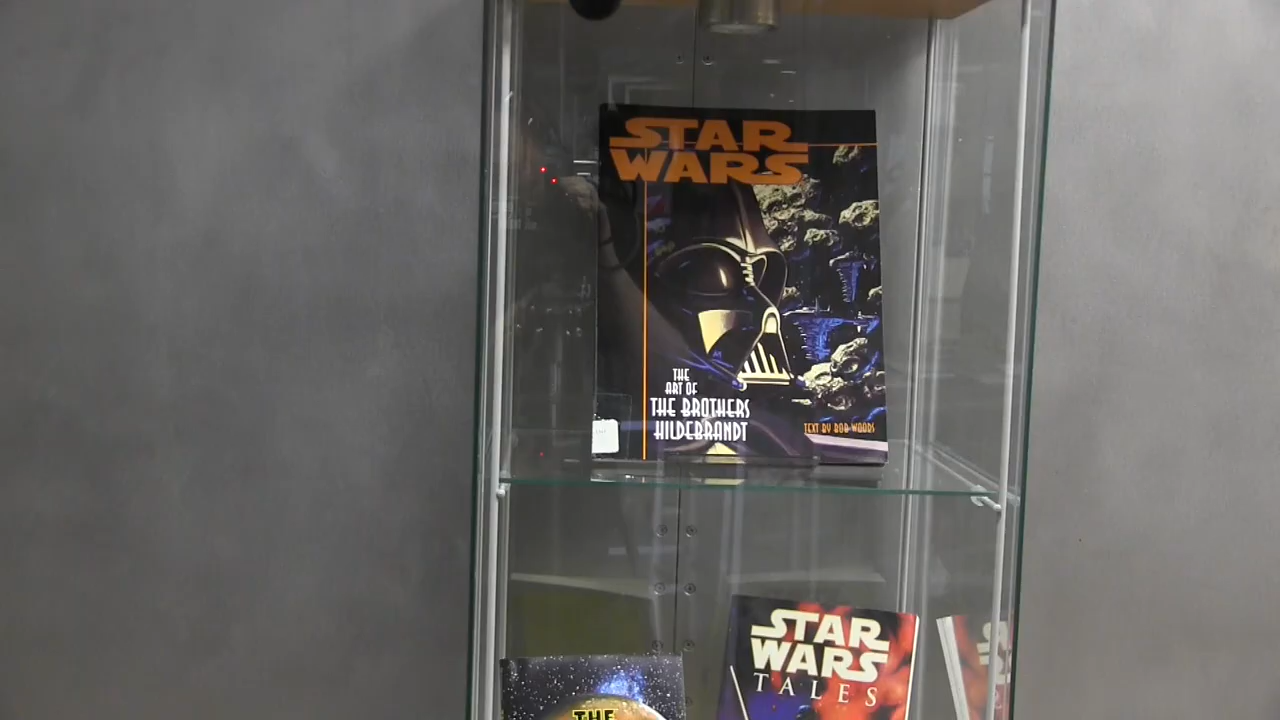 STAR
WARS
THE
ART OF
THE BROTHERS
HILDEBRANDT
TEXT BY BOB WOODS
STAR
WARS
TALES
THE